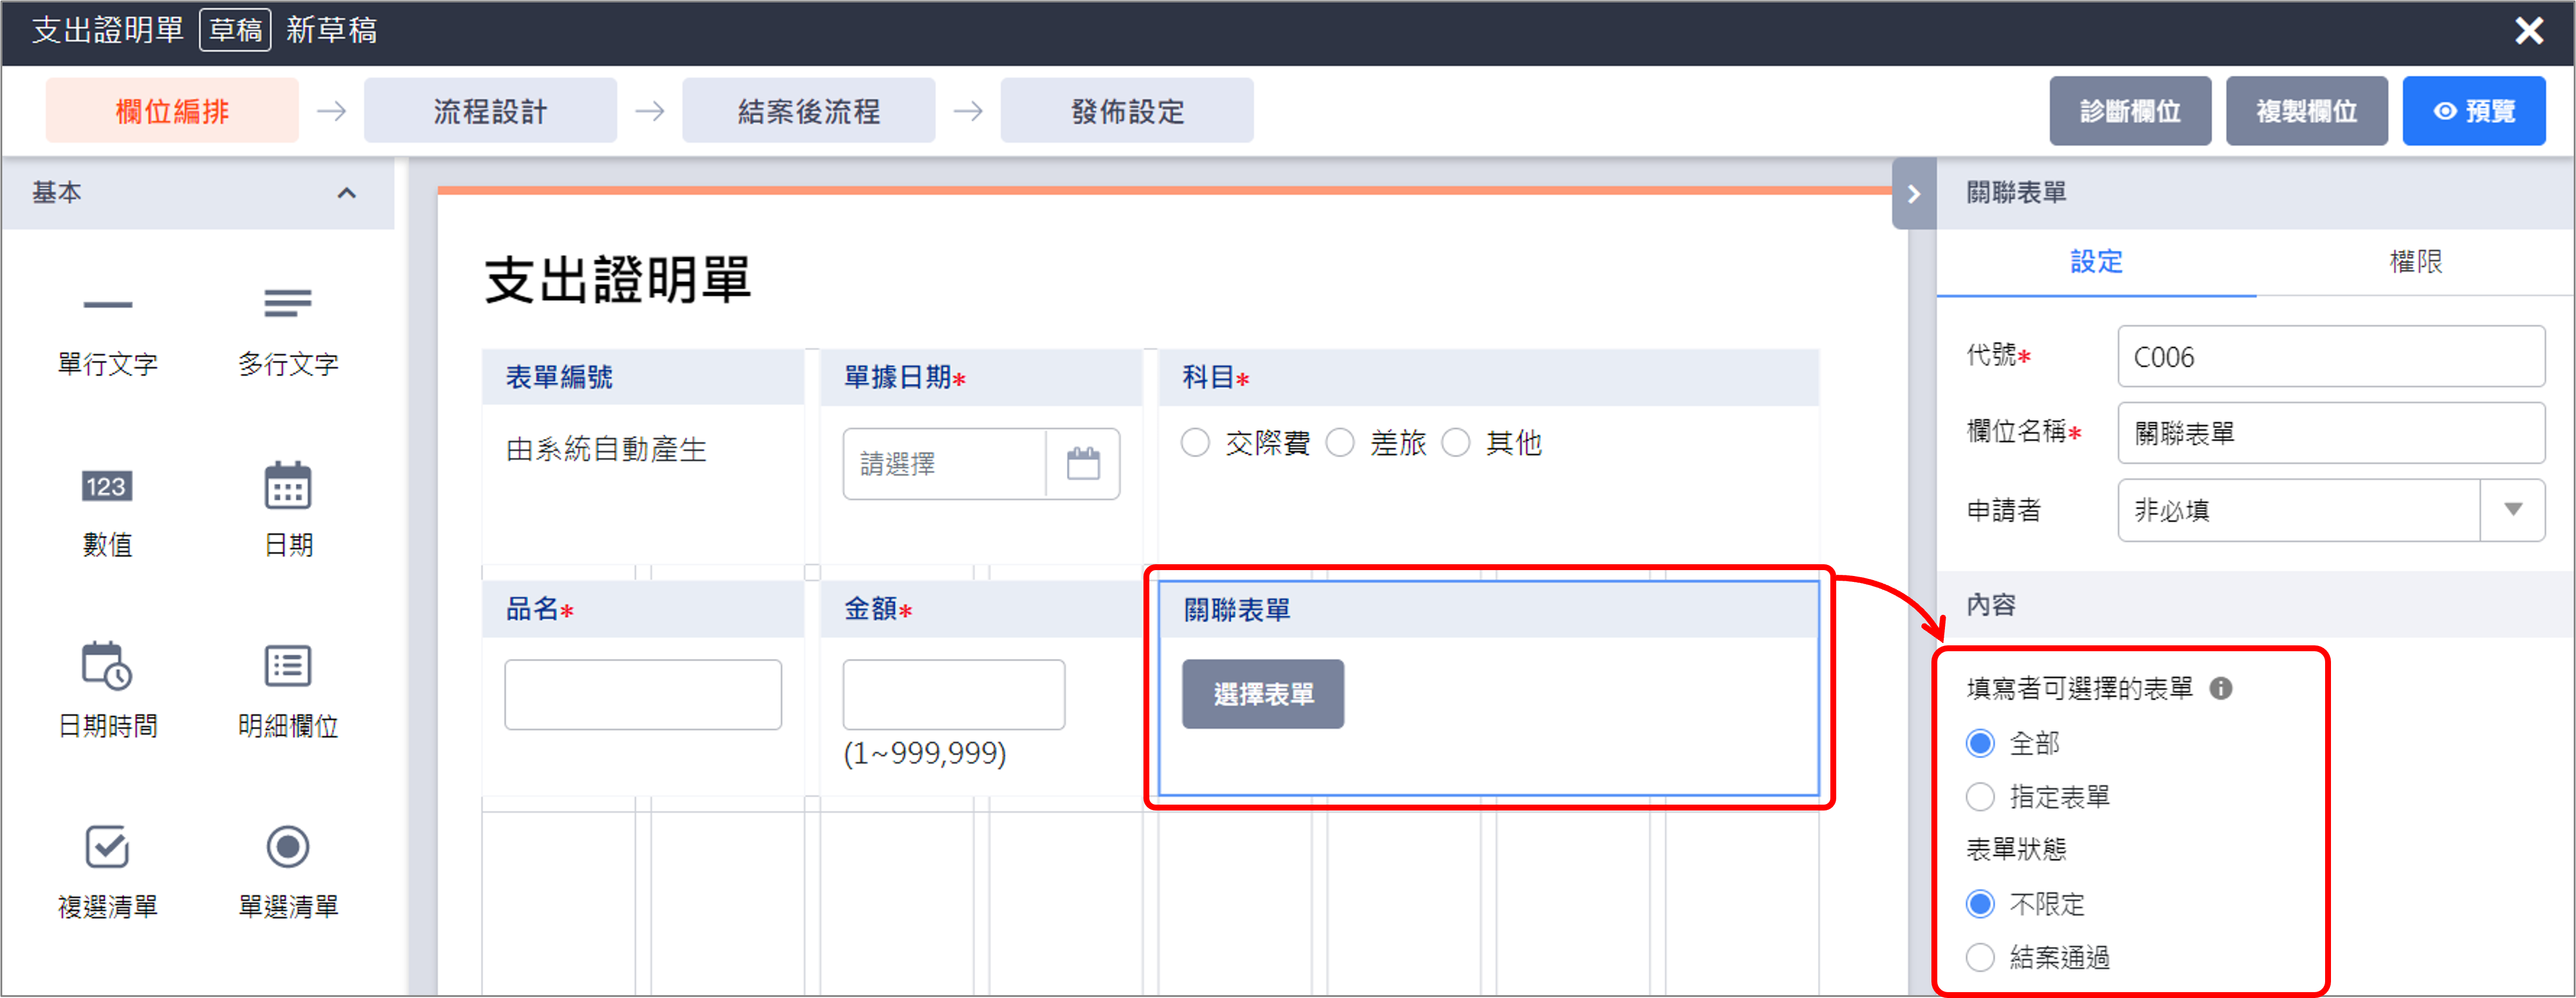 支出證明單 草稿 新草稿
欄位編排 → 流程設計 → 結案後流程 → 發佈設定
診斷欄位 複製欄位 預覽
基本
單行文字 多行文字
123
數值 日期
日期時間 明細欄位
複選清單 單選清單
支出證明單
表單編號 單據日期* 科目*
由系統自動產生 請選擇 交際費 差旅 其他
品名* 金額* 關聯表單
選擇表單
(1~999,999)
關聯表單
設定 權限
代號* C006
欄位名稱* 關聯表單
申請者 非必填
內容
填寫者可選擇的表單
全部
指定表單
表單狀態
不限定
結案通過